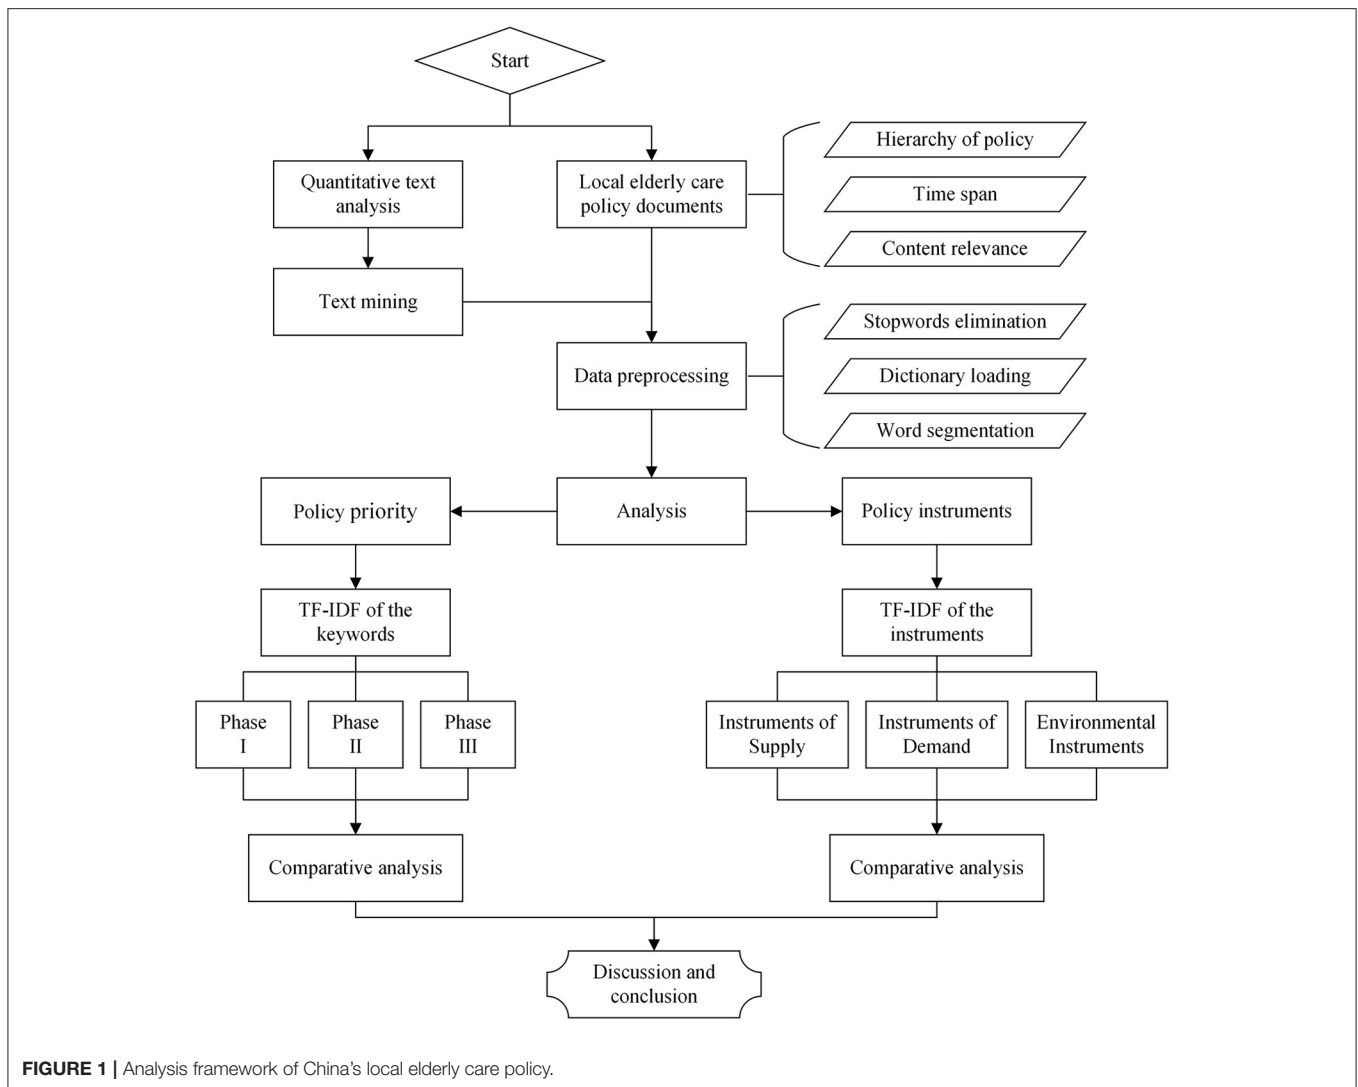 Start
Quantitative text
analysis
Local elderly care
policy documents
Hierarchy of policy
Time span
Content relevance
Text mining
Data preprocessing
Stopwords elimination
Dictionary loading
Word segmentation
Policy priority
Analysis
Policy instruments
TF-IDF of the
keywords
TF-IDF of the
instruments
Phase
I
Phase
II
Phase
III
Instruments of
Supply
Instruments of
Demand
Environmental
Instruments
Comparative analysis
Comparative analysis
Discussion and
conclusion
FIGURE 1 | Analysis framework of China's local elderly care policy.